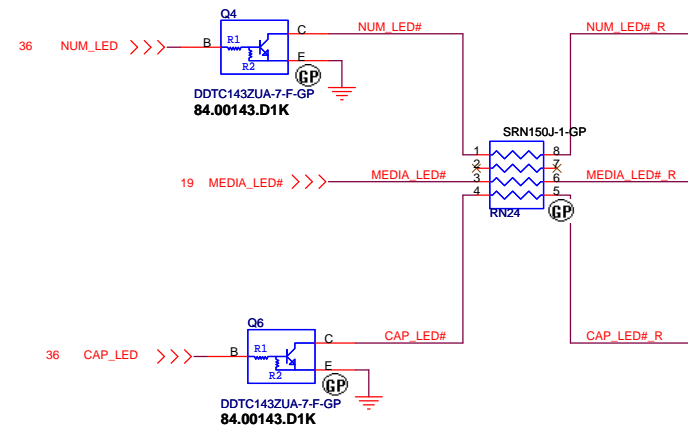 Q4
36 NUM_LED
B
R1
R2
C
E
GP
NUM_LED#
NUM_LED#_R
DDTC143ZUA-7-F-GP
84.00143.D1K
SRN150J-1-GP
1 8
2 7
3 6
4 5
19 MEDIA_LED#
MEDIA_LED#
MEDIA_LED#_R
RN24
GP
Q6
36 CAP_LED
B
R1
R2
C
E
GP
CAP_LED#
CAP_LED#_R
DDTC143ZUA-7-F-GP
84.00143.D1K